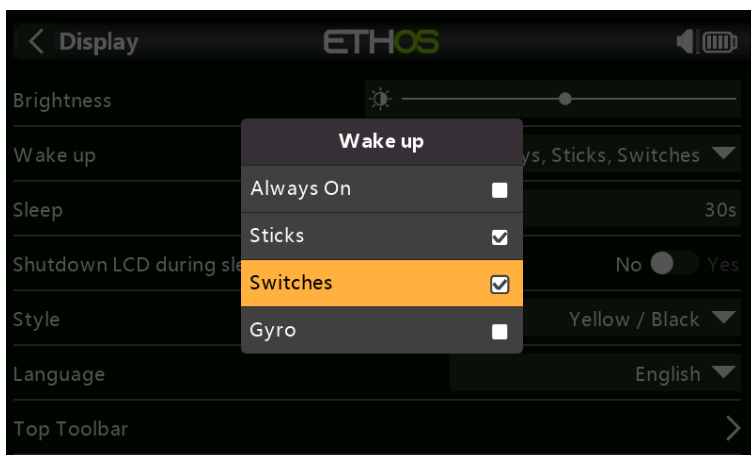 Display
ETHOS
Brightness
Wake up
ys, Sticks, Switches
Sleep
30s
Shutdown LCD during sle
No Yes
Style
Yellow / Black
Language
English
Top Toolbar
Wake up
Always On
Sticks
Switches
Gyro